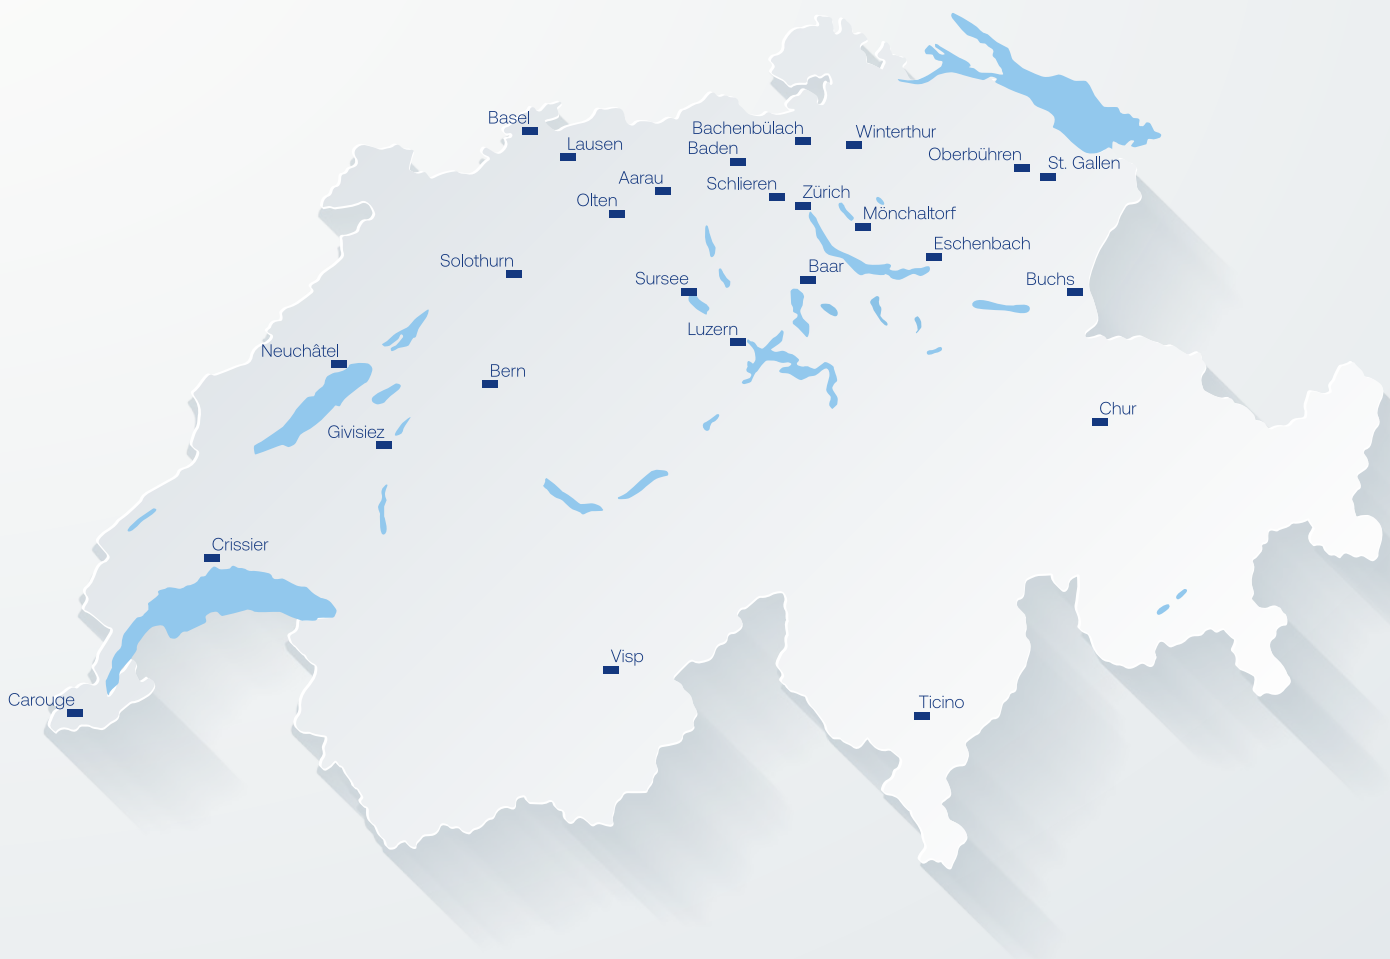 Basel
Bachenbülach
Winterthur
Lausen
Baden
Oberbühren
St. Gallen
Aarau
Schlieren
Zürich
Olten
Mönchaltorf
Eschenbach
Solothurn
Baar
Sursee
Buchs
Luzern
Neuchâtel
Bern
Chur
Givisiez
Crissier
Visp
Carouge
Ticino